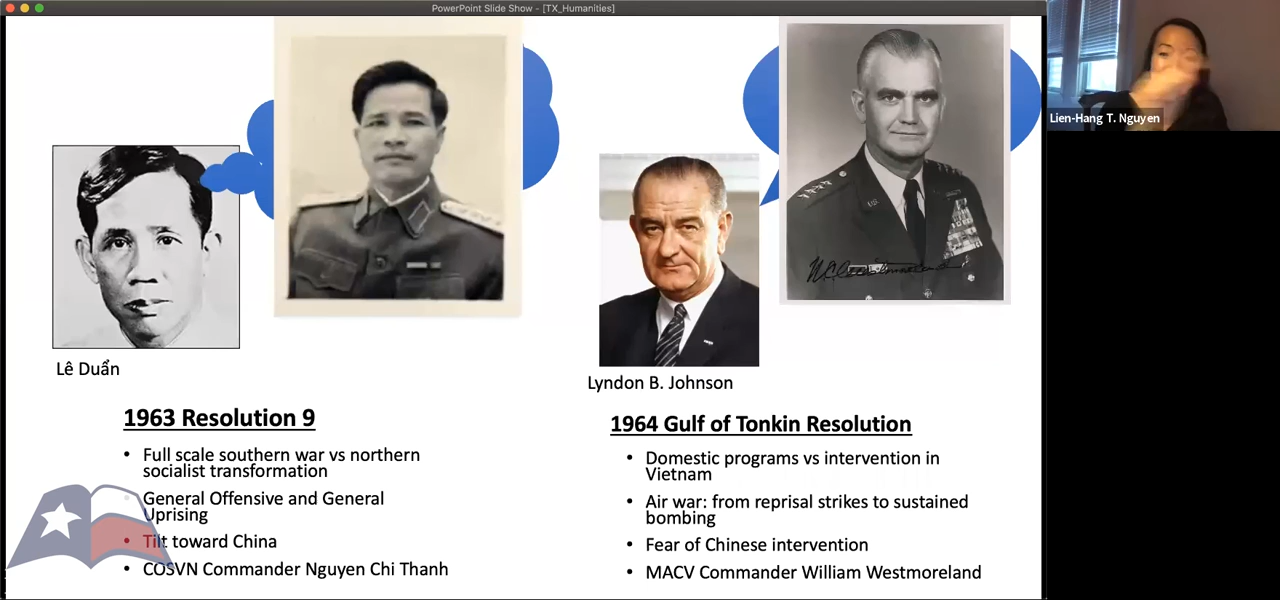 PowerPoint Slide Show - [TX_Humanities]
Lien-Hang T. Nguyen
Lê Duẩn
Lyndon B. Johnson
1963 Resolution 9
• Full scale southern war vs northern
socialist transformation
• General Offensive and General
Uprising
• Tilt toward China
• COSVN Commander Nguyen Chi Thanh
1964 Gulf of Tonkin Resolution
• Domestic programs vs intervention in
Vietnam
• Air war: from reprisal strikes to sustained
bombing
• Fear of Chinese intervention
• MACV Commander William Westmoreland